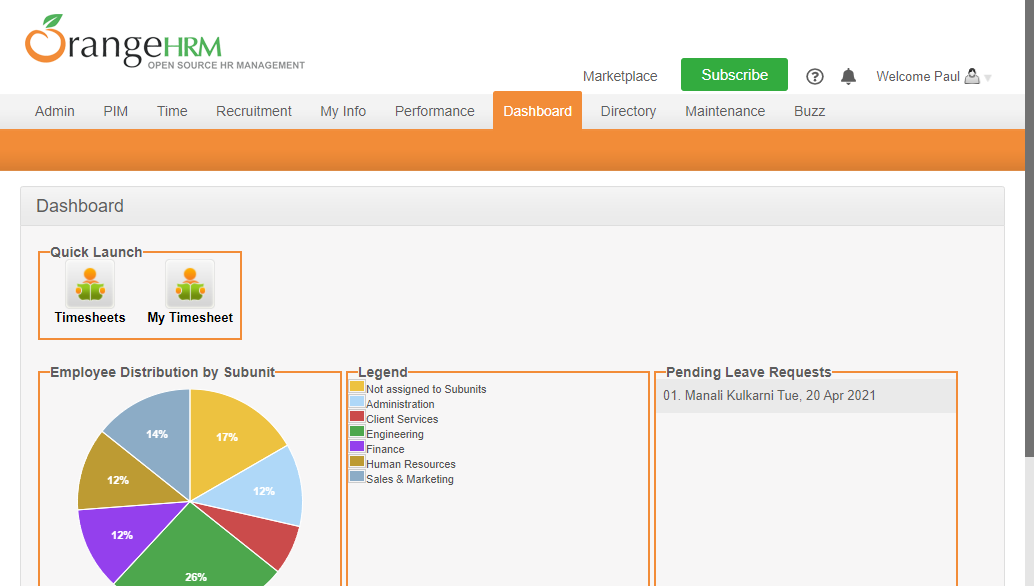 OrangeHRM
OPEN SOURCE HR MANAGEMENT
Marketplace Subscribe ? Welcome Paul
Admin PIM Time Recruitment My Info Performance Dashboard Directory Maintenance Buzz
Dashboard
Quick Launch
Timesheets My Timesheet
Employee Distribution by Subunit
17%
12%
26%
12%
12%
14%
Legend
Not assigned to Subunits
Administration
Client Services
Engineering
Finance
Human Resources
Sales & Marketing
Pending Leave Requests
01. Manali Kulkarni Tue, 20 Apr 2021